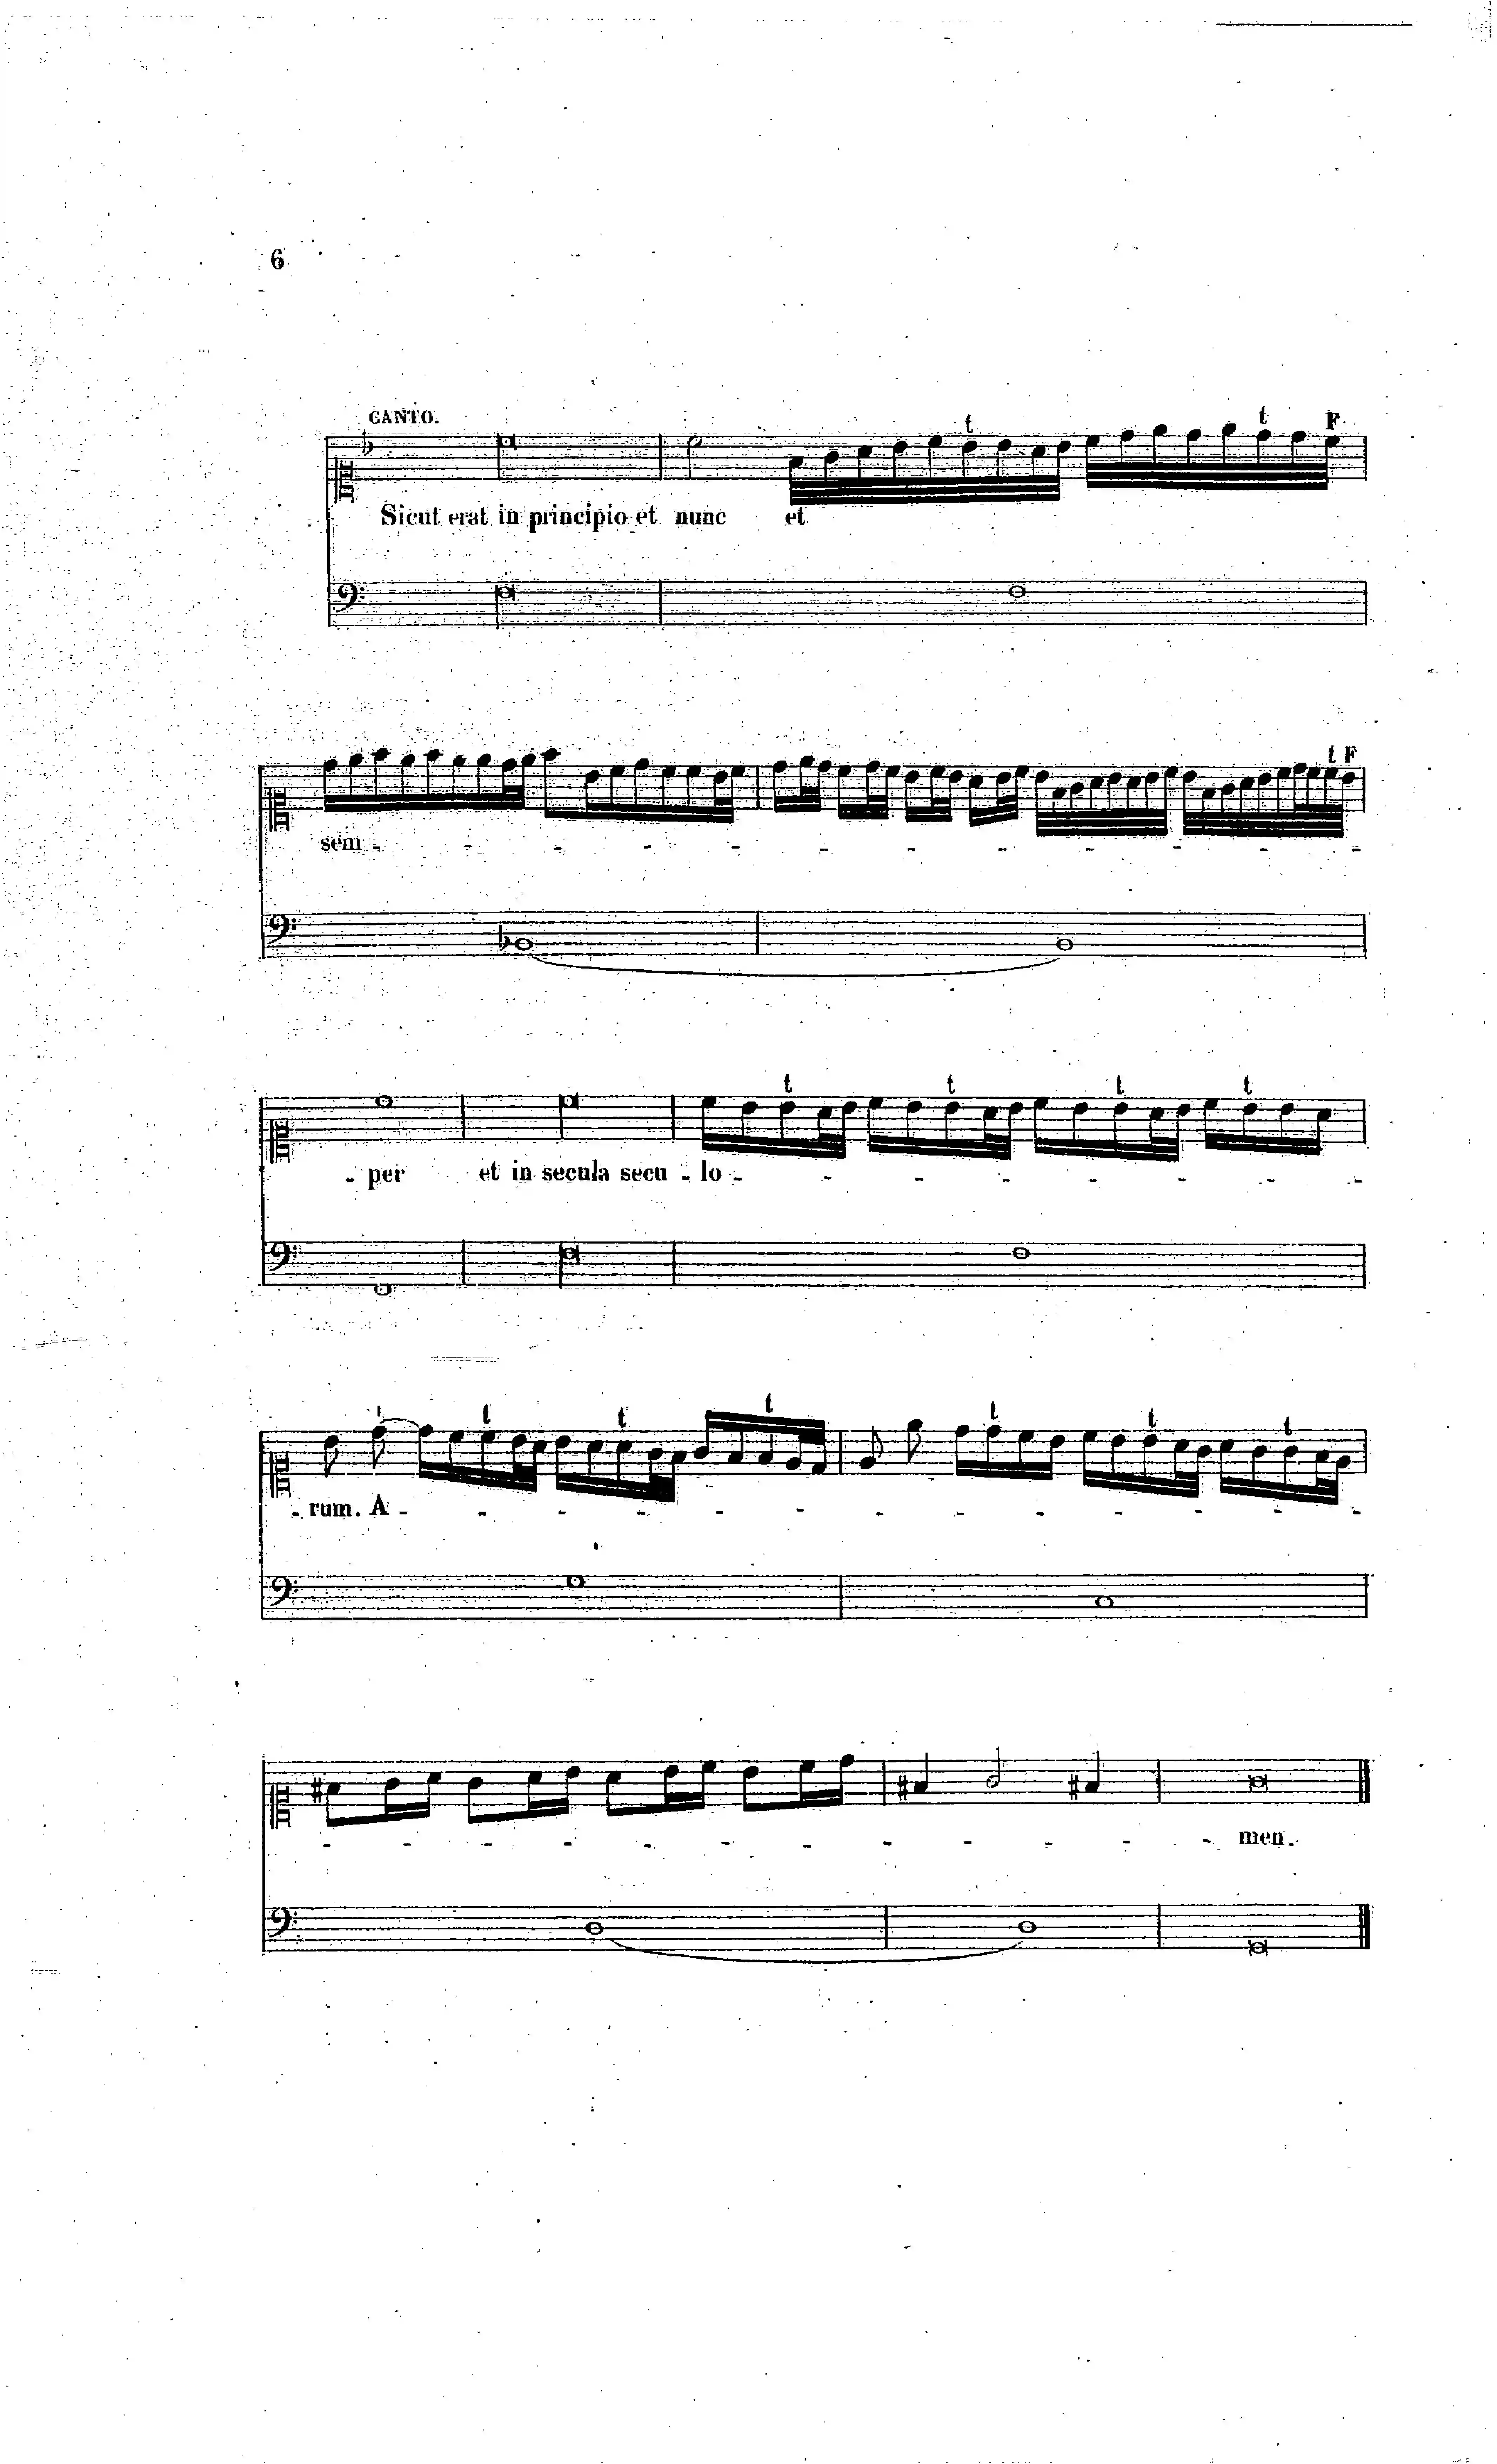 6
CANTO.
t t F
Sicut erat in principio et nunc et
t F
sem - - - - - - - - - - - -
t t t t
- per et in secula secu - lo - - - - - - - -
t t t t t t t
- rum. A - - - - - - - - - - - - -
- - - - - - - - - - - - men.